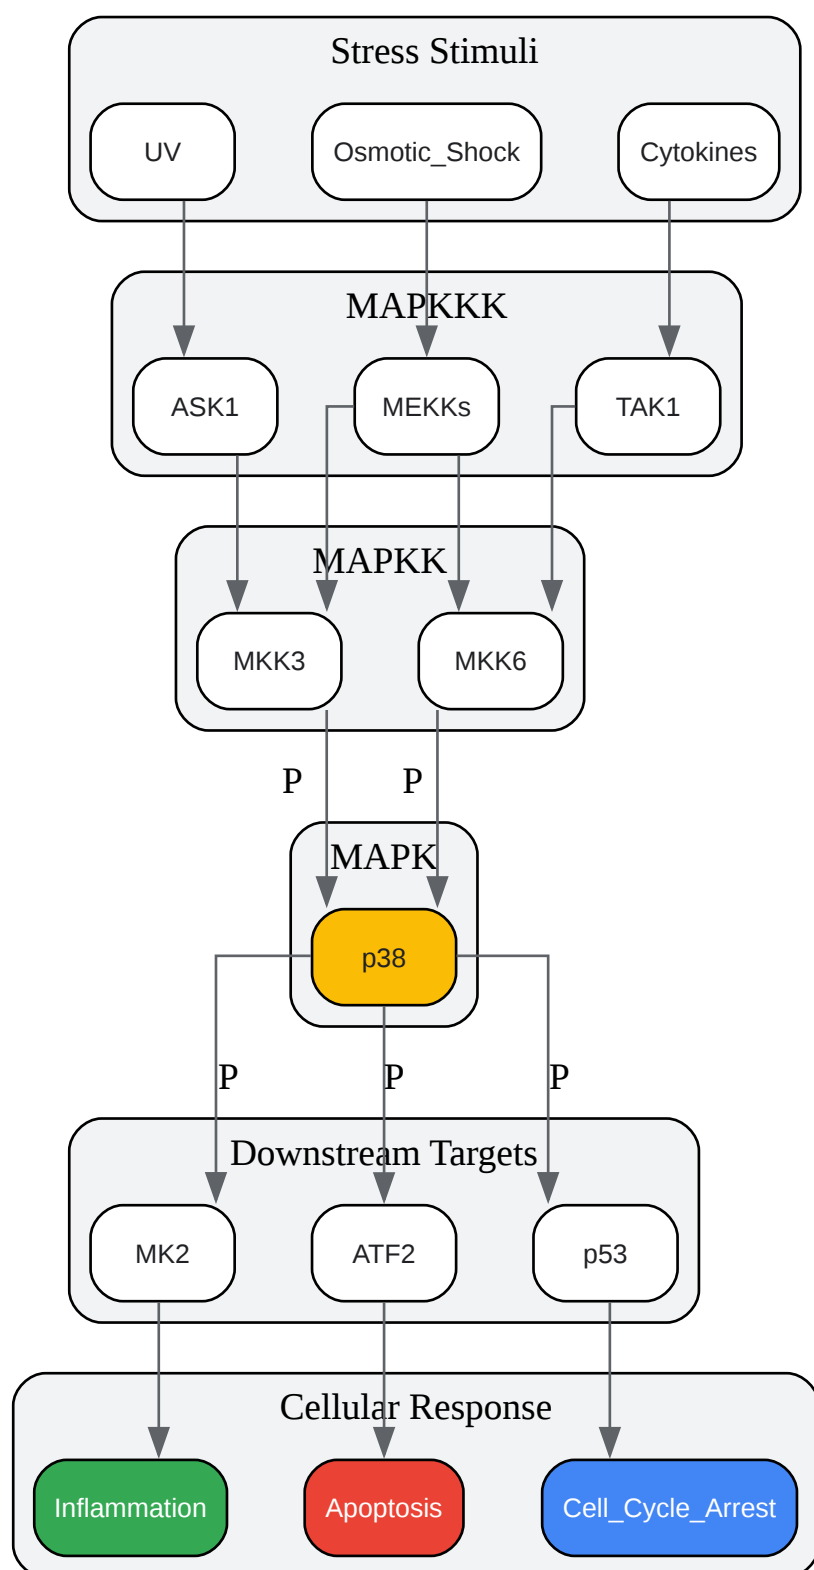 Stress Stimuli
UV
Osmotic_Shock
Cytokines
MAPKKK
ASK1
MEKKs
TAK1
MAPKK
MKK3
MKK6
P
P
MAPK
p38
P
P
P
Downstream Targets
MK2
ATF2
p53
Cellular Response
Inflammation
Apoptosis
Cell_Cycle_Arrest